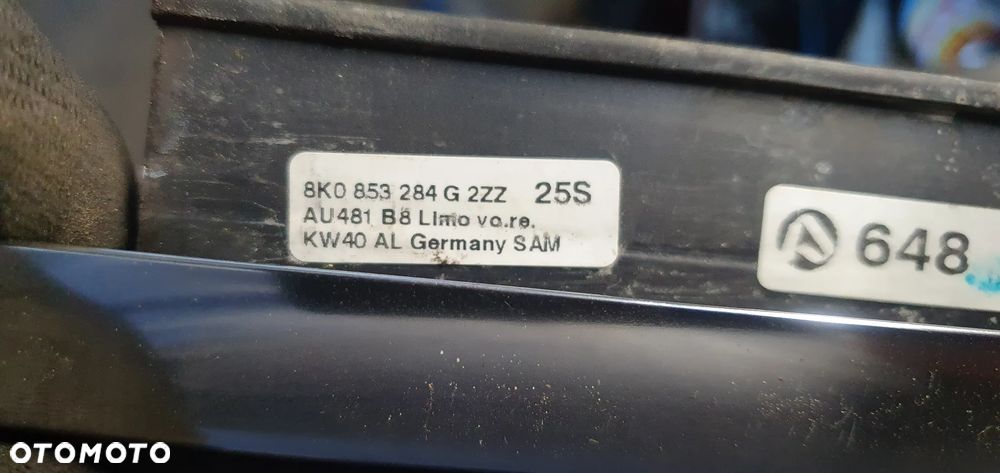 8K0 853 284 G 2ZZ 25S
AU481 B8 Limo vo.re.
KW40 AL Germany SAM
648
OTOMOTO